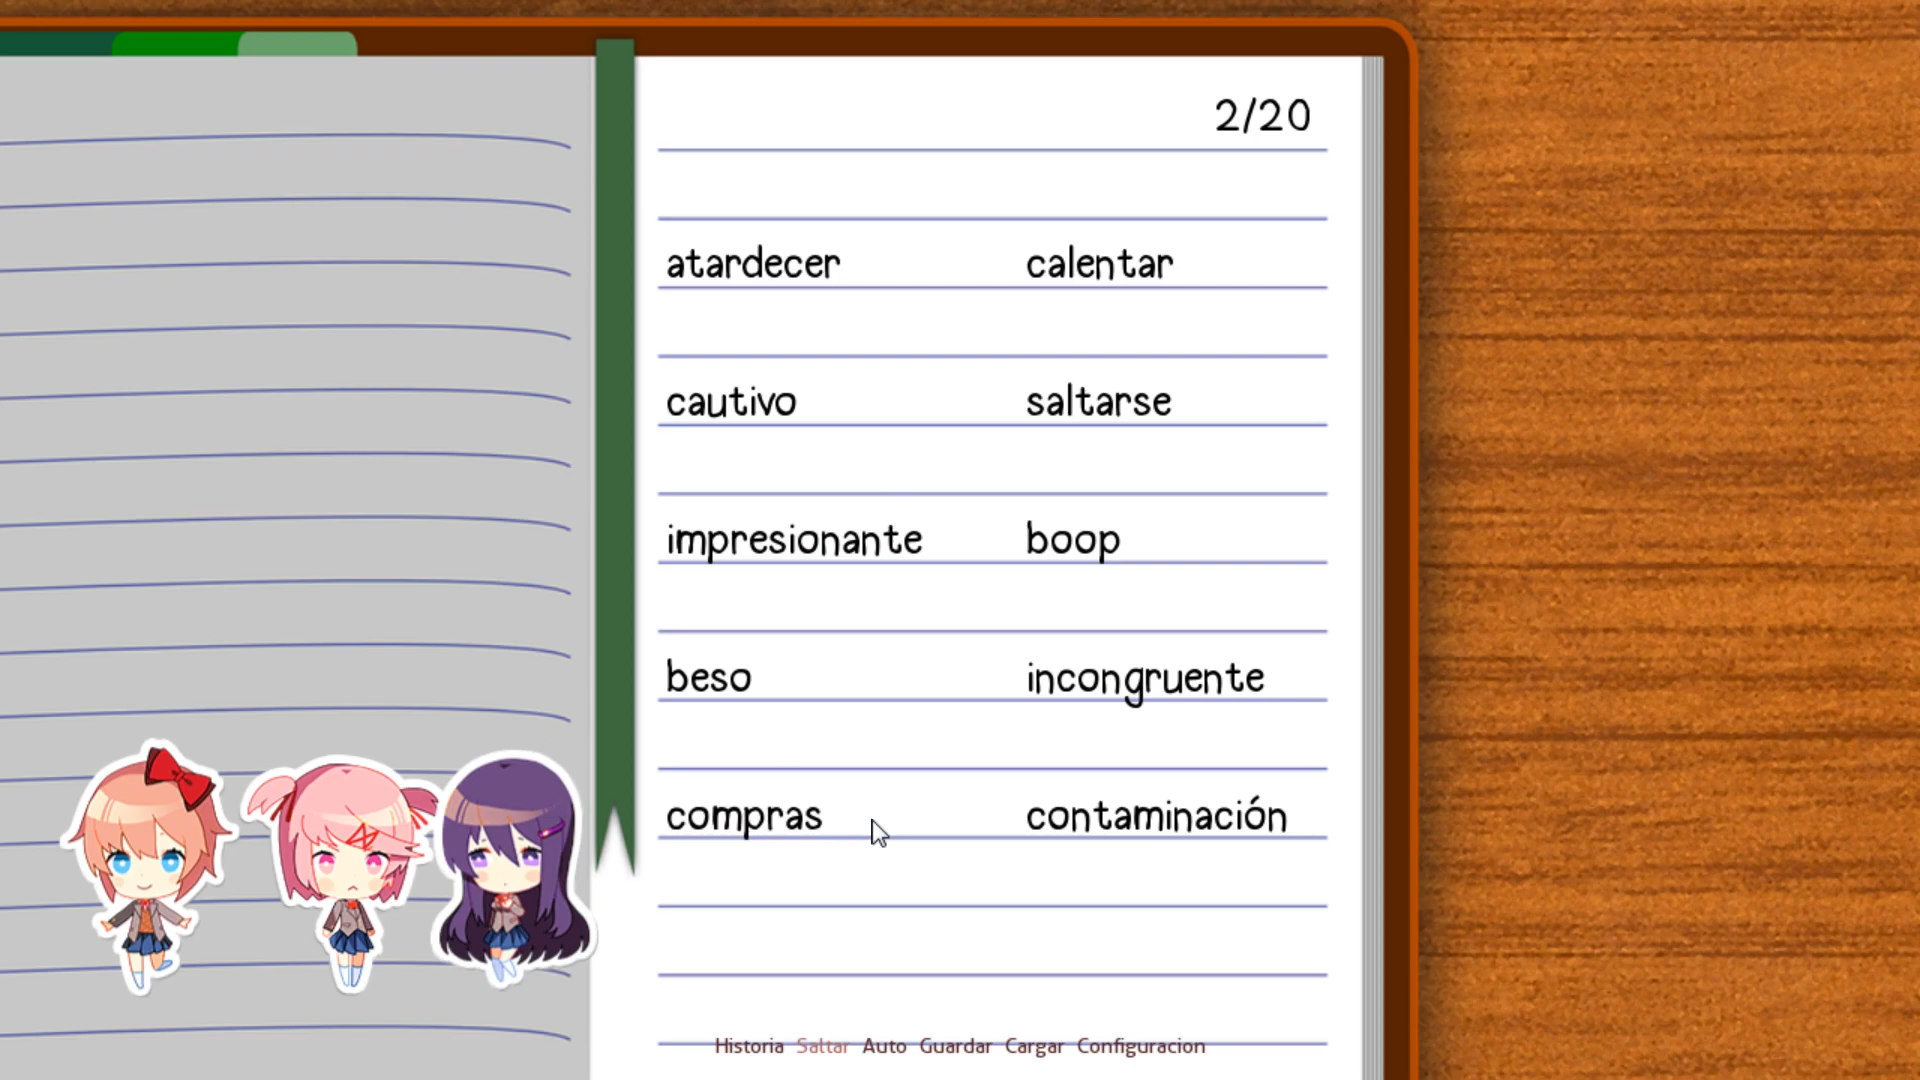 2/20
atardecer calentar
cautivo saltarse
impresionante boop
beso incongruente
compras contaminación
Historia Saltar Auto Guardar Cargar Configuracion